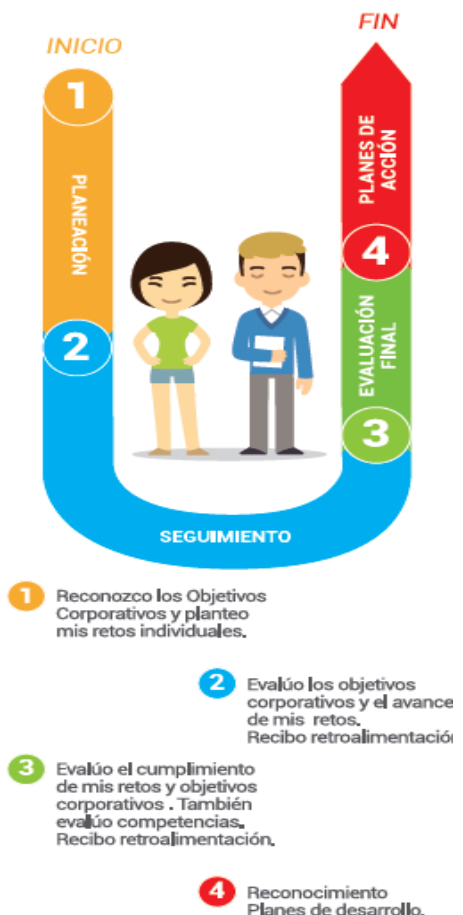 INICIO
FIN
1
PLANEACIÓN
2
SEGUIMIENTO
3
EVALUACIÓN
FINAL
4
PLANES DE
ACCIÓN
1 Reconozco los Objetivos
Corporativos y planteo
mis retos individuales.
2 Evalúo los objetivos
corporativos y el avance
de mis retos.
Recibo retroalimentación
3 Evalúo el cumplimiento
de mis retos y objetivos
corporativos . También
evalúo competencias.
Recibo retroalimentación.
4 Reconocimiento
Planes de desarrollo.